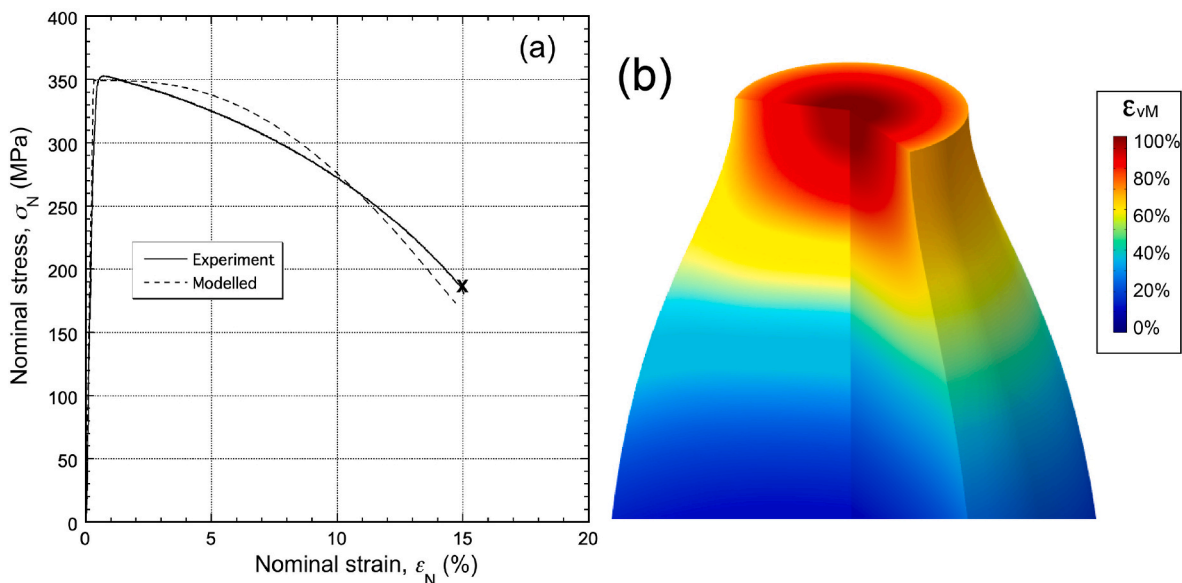 (a)
400
350
300
250
200
150
100
50
0
Nominal stress, σN (MPa)
Experiment
Modelled
X
0
5
10
15
20
Nominal strain, εN (%)
(b)
εvM
100%
80%
60%
40%
20%
0%